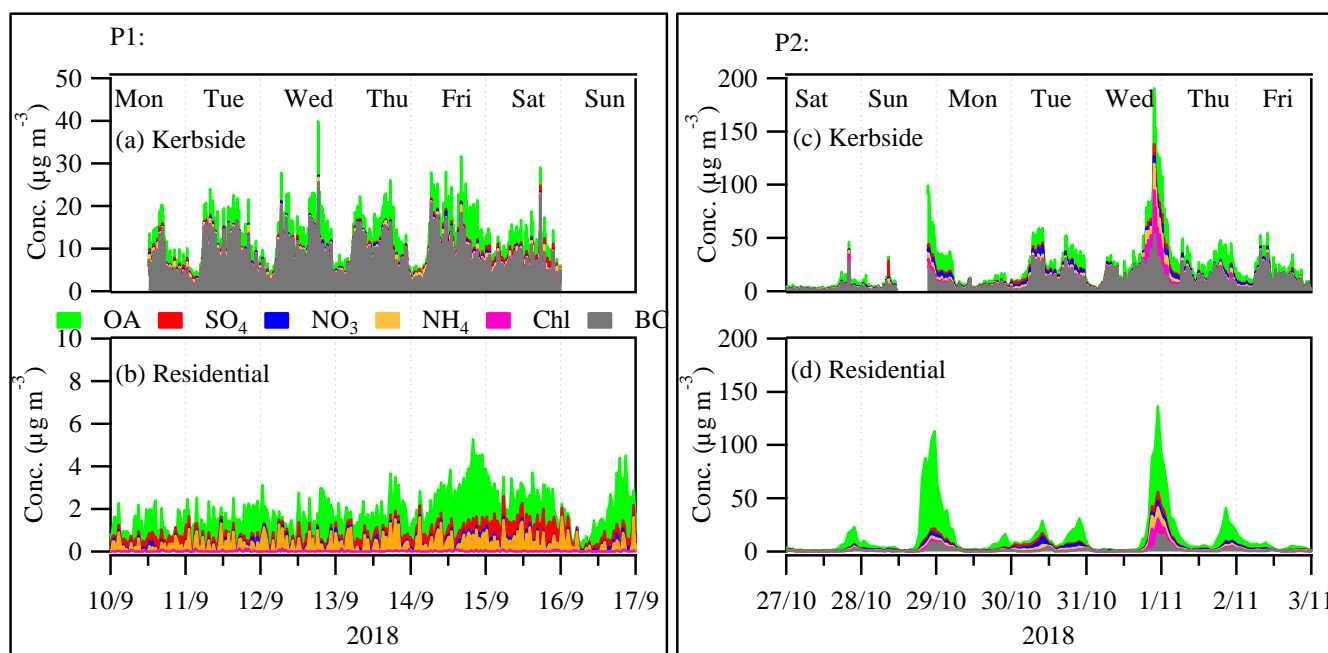 P1:
50
40
30
20
10
0
Conc. (µg m⁻³)
Mon Tue Wed Thu Fri Sat Sun
(a) Kerbside
OA SO₄ NO₃ NH₄ Chl BC
10
8
6
4
2
0
Conc. (µg m⁻³)
(b) Residential
10/9 11/9 12/9 13/9 14/9 15/9 16/9 17/9
2018
P2:
200
150
100
50
0
Conc. (µg m⁻³)
Sat Sun Mon Tue Wed Thu Fri
(c) Kerbside
200
150
100
50
0
Conc. (µg m⁻³)
(d) Residential
27/10 28/10 29/10 30/10 31/10 1/11 2/11 3/11
2018